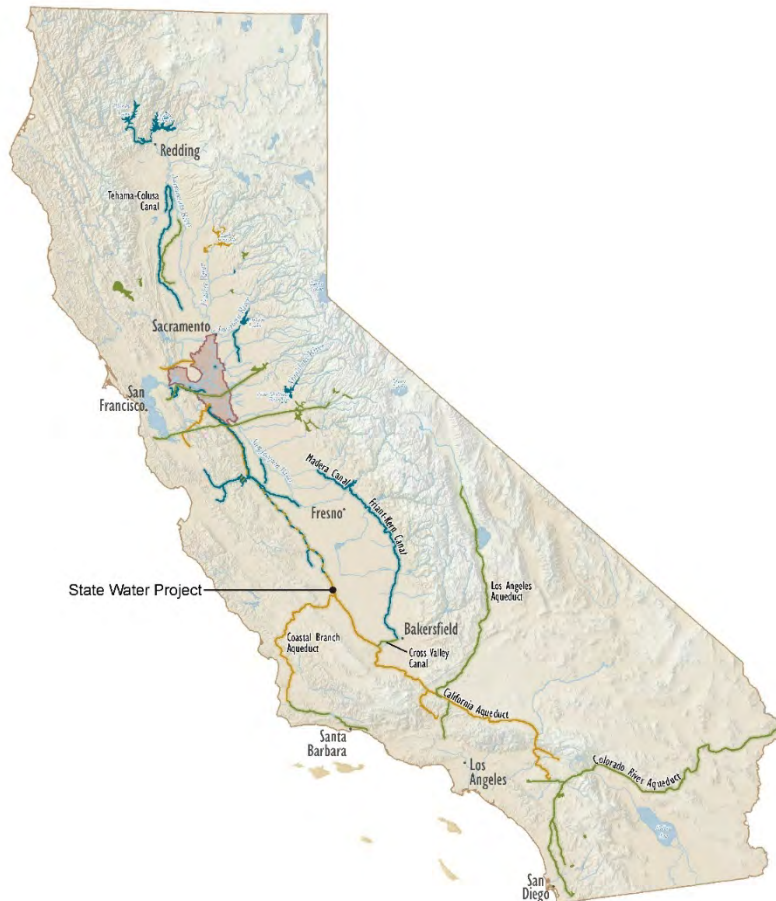 Redding
Tehama-Colusa
Canal
Sacramento
San
Francisco
Madera Canal
Friant-Kern Canal
Fresno
State Water Project
Los Angeles
Aqueduct
Bakersfield
Coastal Branch
Aqueduct
Cross Valley
Canal
California Aqueduct
Santa
Barbara
Los
Angeles
Colorado River Aqueduct
San
Diego